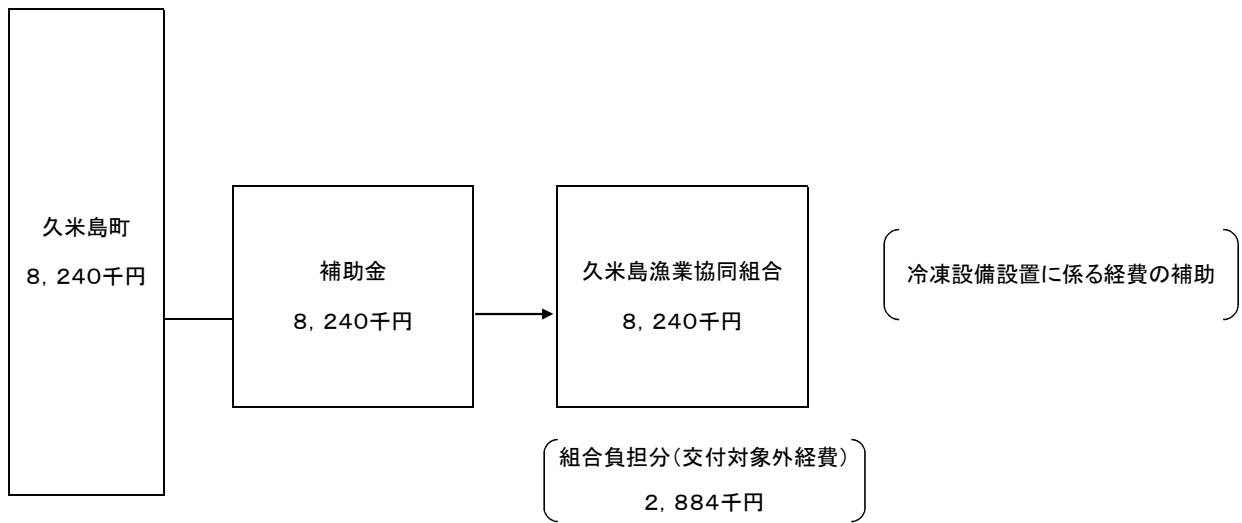 久米島町
8，240千円
補助金
8，240千円
久米島漁業協同組合
8，240千円
冷凍設備設置に係る経費の補助
組合負担分（交付対象外経費）
2，884千円